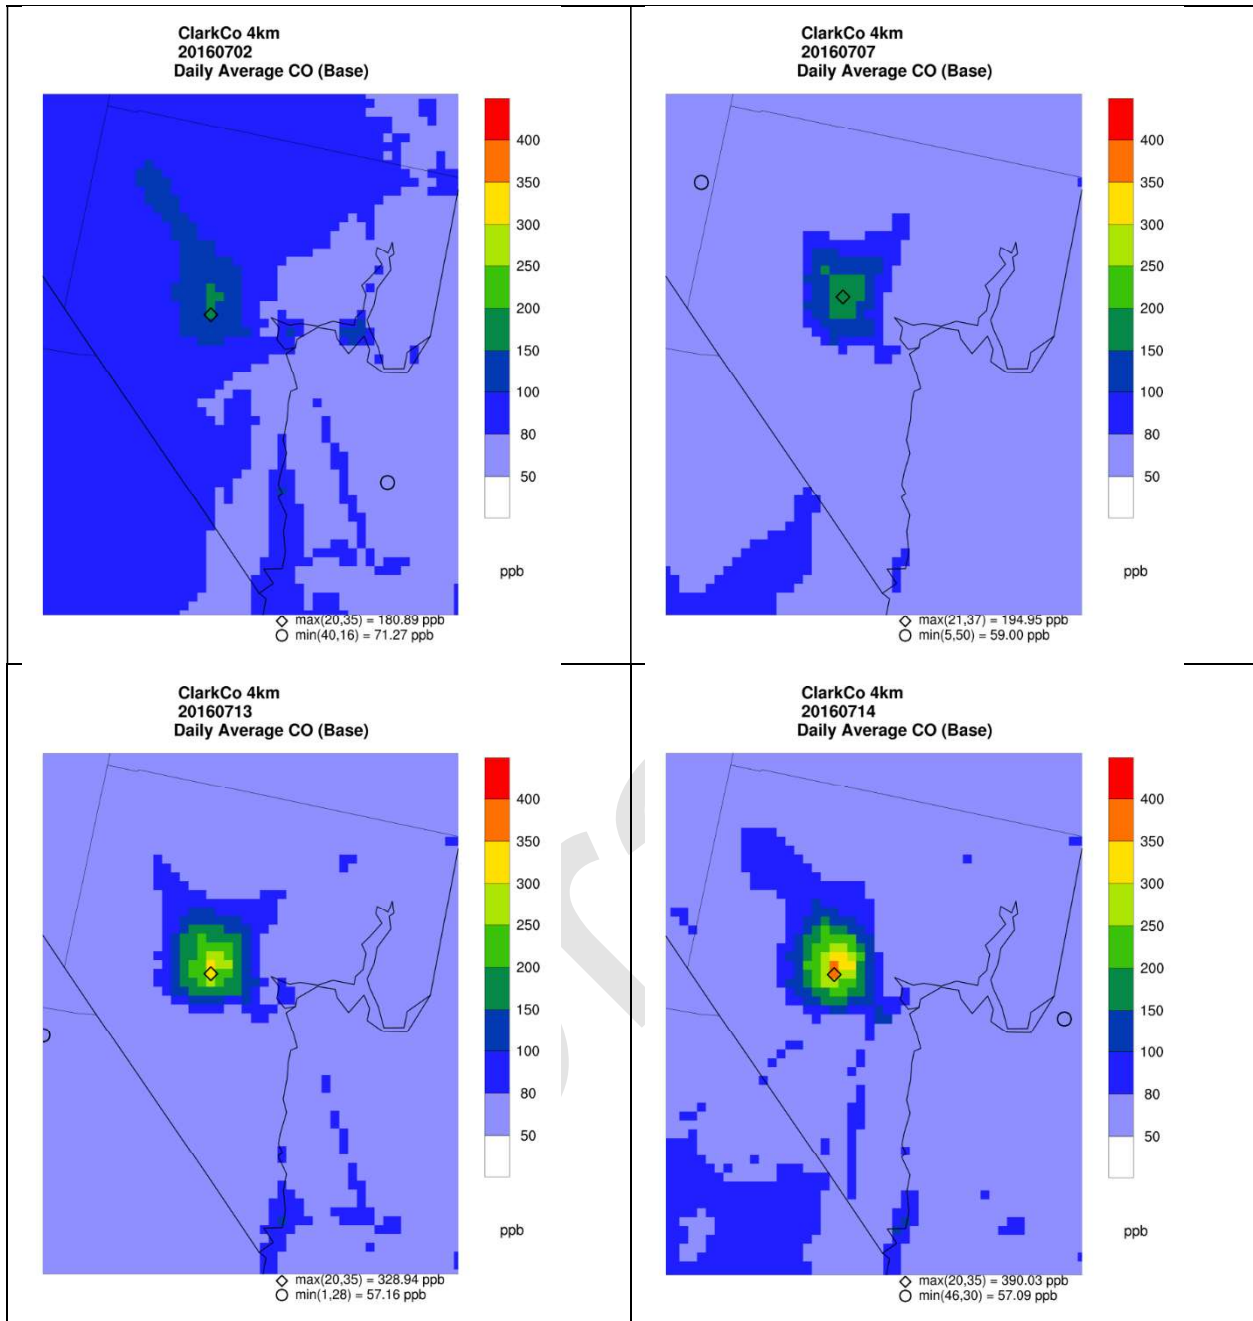 ClarkCo 4km
20160702
Daily Average CO (Base)
400
350
300
250
200
150
100
80
50
ppb
max(20,35) = 180.89 ppb
min(40,16) = 71.27 ppb
ClarkCo 4km
20160707
Daily Average CO (Base)
400
350
300
250
200
150
100
80
50
ppb
max(21,37) = 194.95 ppb
min(5,50) = 59.00 ppb
ClarkCo 4km
20160713
Daily Average CO (Base)
400
350
300
250
200
150
100
80
50
ppb
max(20,35) = 328.94 ppb
min(1,28) = 57.16 ppb
ClarkCo 4km
20160714
Daily Average CO (Base)
400
350
300
250
200
150
100
80
50
ppb
max(20,35) = 390.03 ppb
min(46,30) = 57.09 ppb